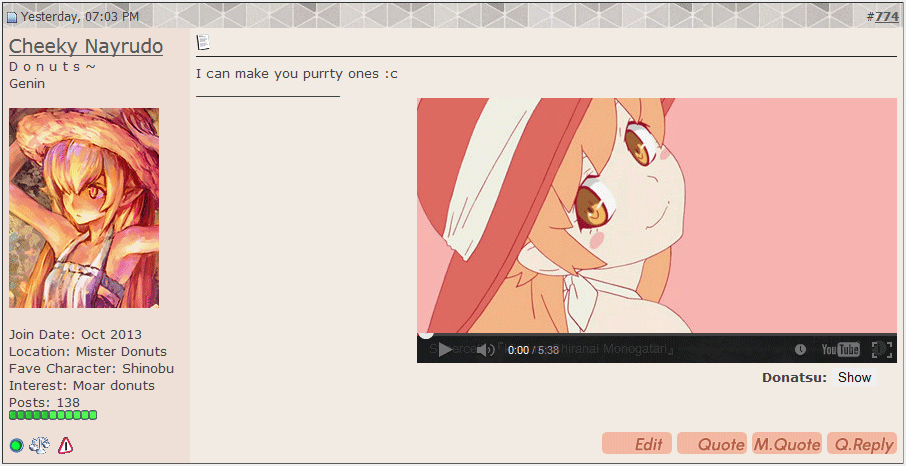 Yesterday, 07:03 PM
#774
Cheeky Nayrudo
D o n u t s ~
Genin
I can make you purrty ones :c
Join Date: Oct 2013
Location: Mister Donuts
Fave Character: Shinobu
Interest: Moar donuts
Posts: 138
hiranai Monogatari』
0:00 / 5:38
YouTube
Donatsu: Show
Edit
Quote
M.Quote
Q.Reply